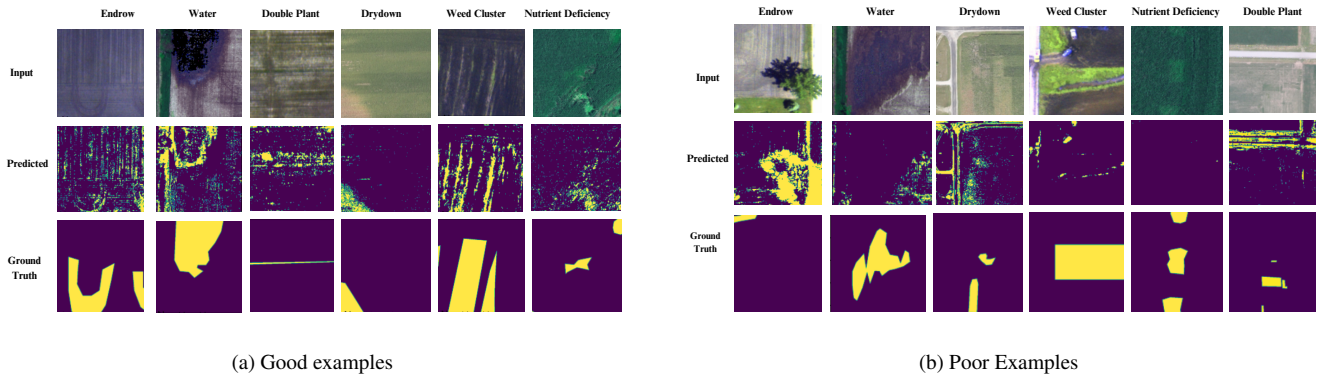 Endrow Water Double Plant Drydown Weed Cluster Nutrient Deficiency
Input
Predicted
Ground
Truth
(a) Good examples
Endrow Water Drydown Weed Cluster Nutrient Deficiency Double Plant
Input
Predicted
Ground
Truth
(b) Poor Examples